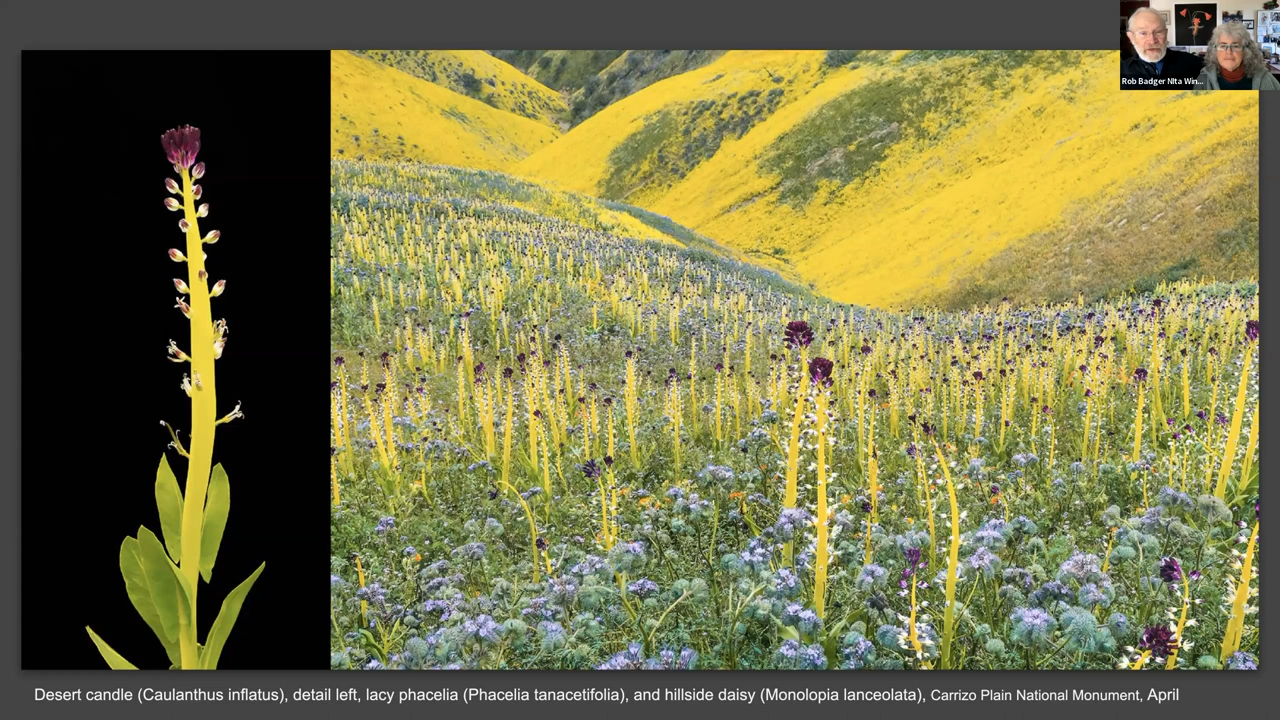 Rob Badger NIta Win...
Desert candle (Caulanthus inflatus), detail left, lacy phacelia (Phacelia tanacetifolia), and hillside daisy (Monolopia lanceolata), Carrizo Plain National Monument, April